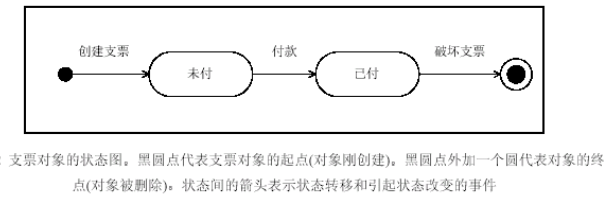 创建支票 付款 破坏支票
未付 已付
: 支票对象的状态图。黑圆点代表支票对象的起点(对象刚创建)。黑圆点外加一个圆代表对象的终
点(对象被删除)。状态间的箭头表示状态转移和引起状态改变的事件